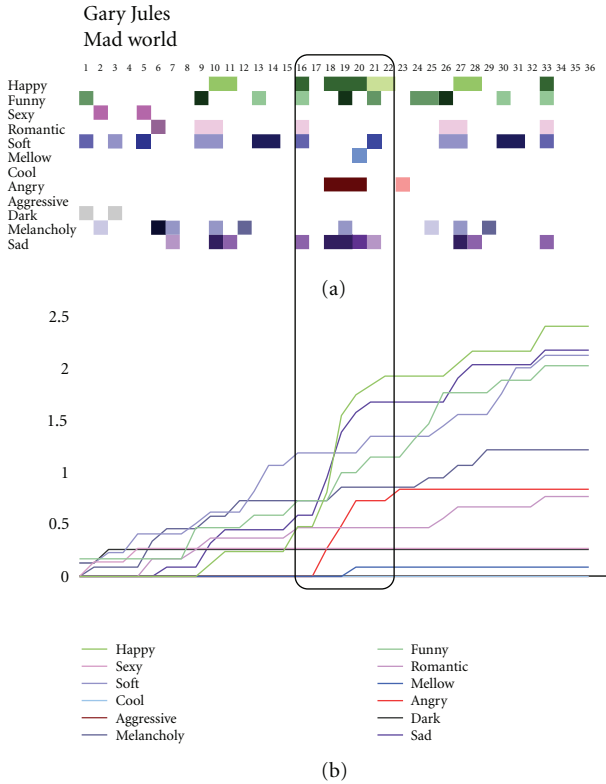 Gary Jules
Mad world
1 2 3 4 5 6 7 8 9 10 11 12 13 14 15 16 17 18 19 20 21 22 23 24 25 26 27 28 29 30 31 32 33 34 35 36
Happy
Funny
Sexy
Romantic
Soft
Mellow
Cool
Angry
Aggressive
Dark
Melancholy
Sad
(a)
2.5
2
1.5
1
0.5
0
Happy Funny
Sexy Romantic
Soft Mellow
Cool Angry
Aggressive Dark
Melancholy Sad
(b)